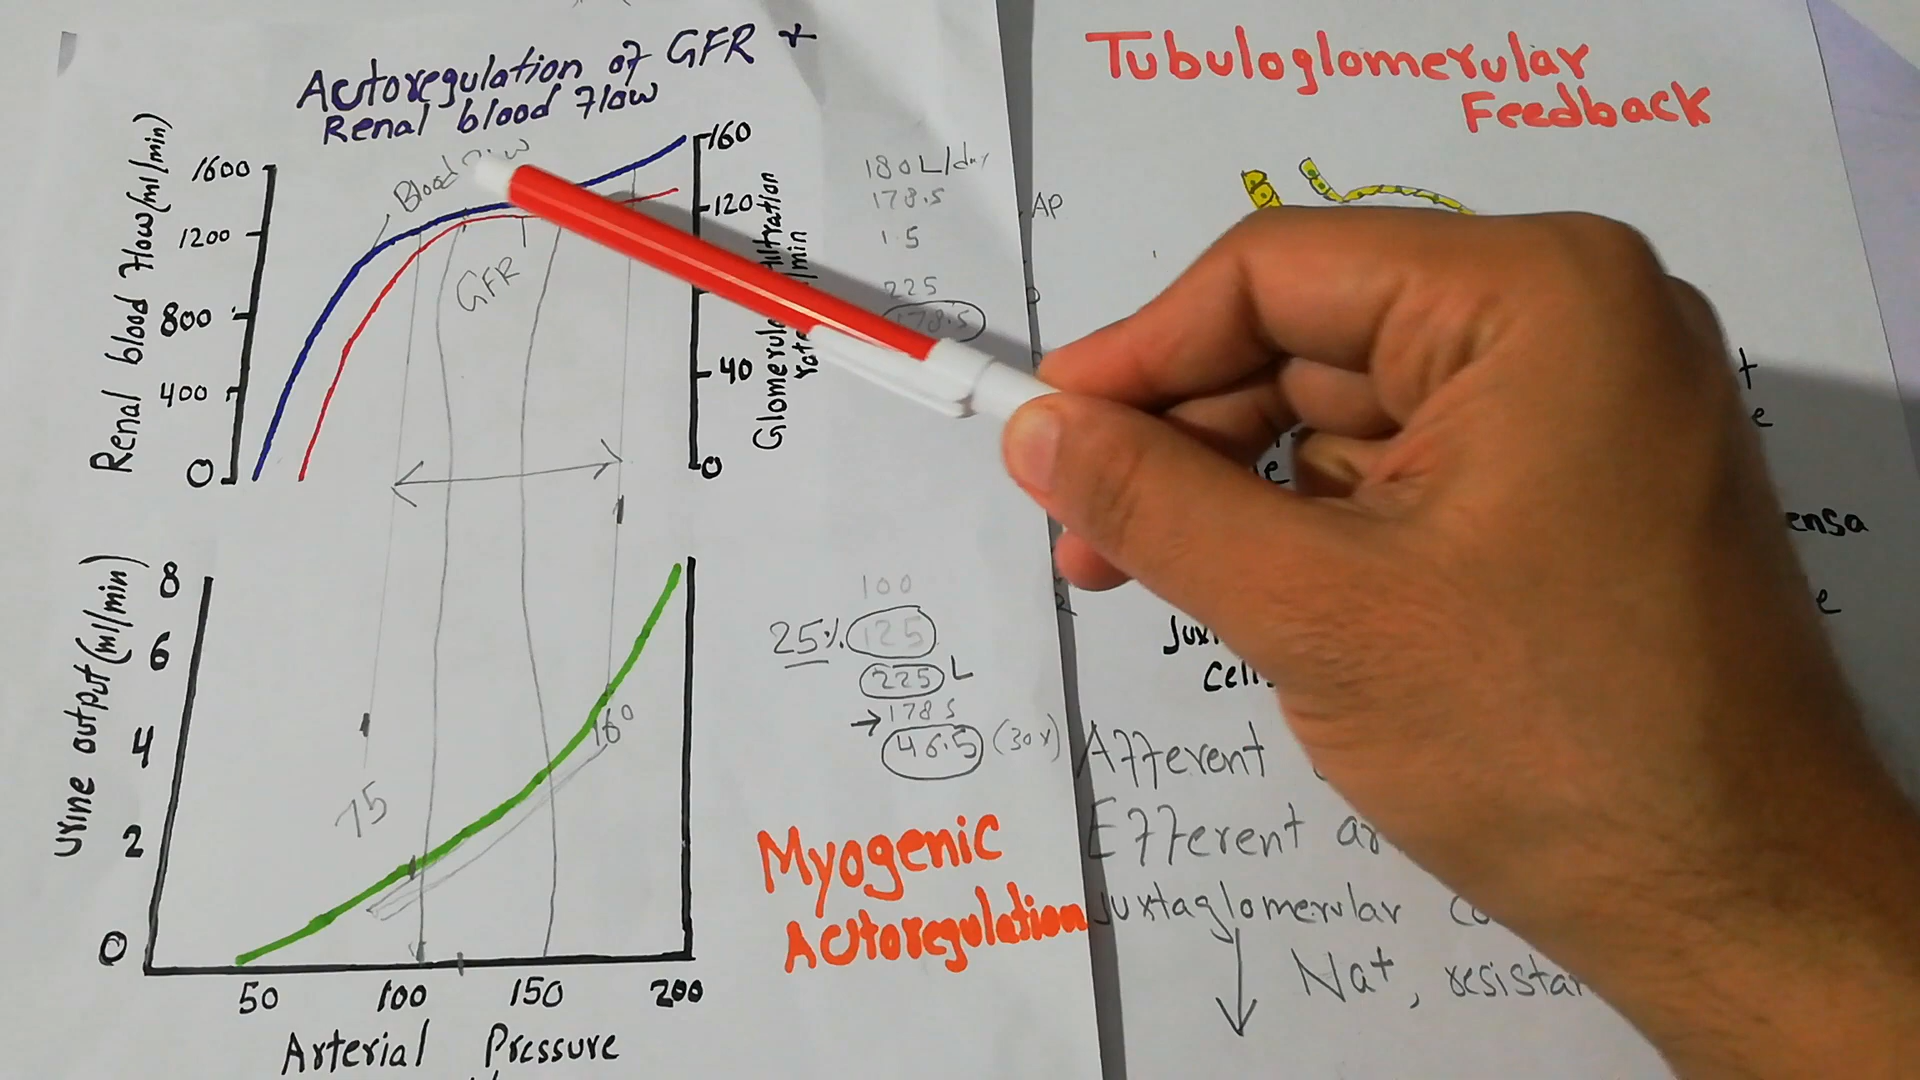 Autoregulation of GFR &
Renal blood flow
Renal blood flow (ml/min)
1600
1200
800
400
0
Blood
GFR
160
120
40
0
Glomerul
180 L/day
178.5
1.5
225
178.5
Urine output (ml/min)
8
6
4
2
0
75
160
50 100 150 200
Arterial Pressure
100
25% 125
225 L
→ 178.5
46.5 (30x)
Myogenic
Autoregulation
Tubuloglomerular
Feedback
AP
ensa
Afferent
Efferent
Juxtaglomerular
Na+,